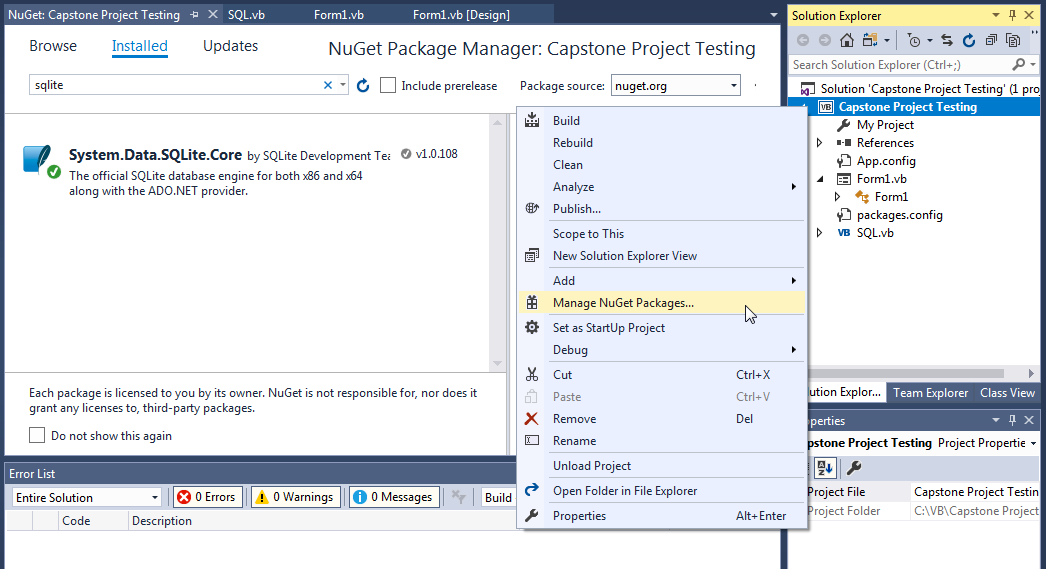 NuGet: Capstone Project Testing
SQL.vb
Form1.vb
Form1.vb [Design]
Browse
Installed
Updates
NuGet Package Manager: Capstone Project Testing
sqlite
Include prerelease
Package source:
nuget.org
System.Data.SQLite.Core by SQLite Development Tea
v1.0.108
The official SQLite database engine for both x86 and x64
along with the ADO.NET provider.
Each package is licensed to you by its owner. NuGet is not responsible for, nor does it
grant any licenses to, third-party packages.
Do not show this again
Error List
Entire Solution
0 Errors
0 Warnings
0 Messages
Build
Code
Description
Build
Rebuild
Clean
Analyze
Publish...
Scope to This
New Solution Explorer View
Add
Manage NuGet Packages...
Set as StartUp Project
Debug
Cut Ctrl+X
Paste Ctrl+V
Remove Del
Rename
Unload Project
Open Folder in File Explorer
Properties Alt+Enter
Solution Explorer
Search Solution Explorer (Ctrl+;)
Solution 'Capstone Project Testing' (1 proj
VB Capstone Project Testing
My Project
References
App.config
Form1.vb
Form1
packages.config
VB SQL.vb
ution Explor...
Team Explorer
Class View
perties
pstone Project Testing Project Propertie
Project File
Capstone Project Testin
Project Folder
C:\VB\Capstone Project